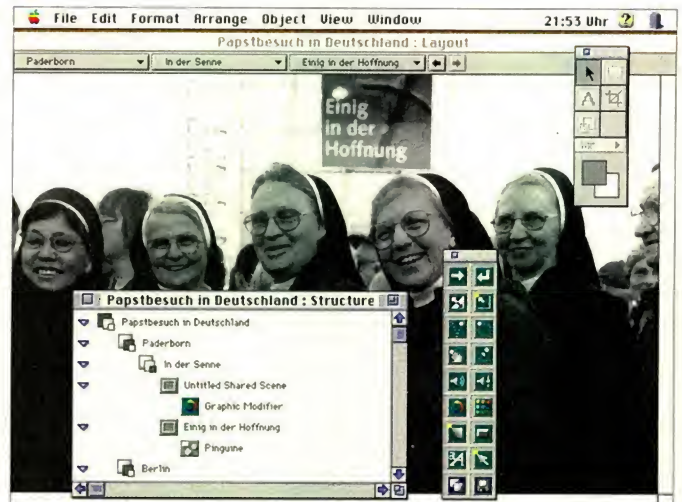 File Edit Format Arrange Object View Window 21:53 Uhr
Papstbesuch in Deutschland : Layout
Paderborn In der Senne Einig in der Hoffnung
Einig
in der
Hoffnung
Papstbesuch in Deutschland : Structure
Papstbesuch in Deutschland
Paderborn
In der Senne
Untitled Shared Scene
Graphic Modifier
Einig in der Hoffnung
Pinguine
Berlin